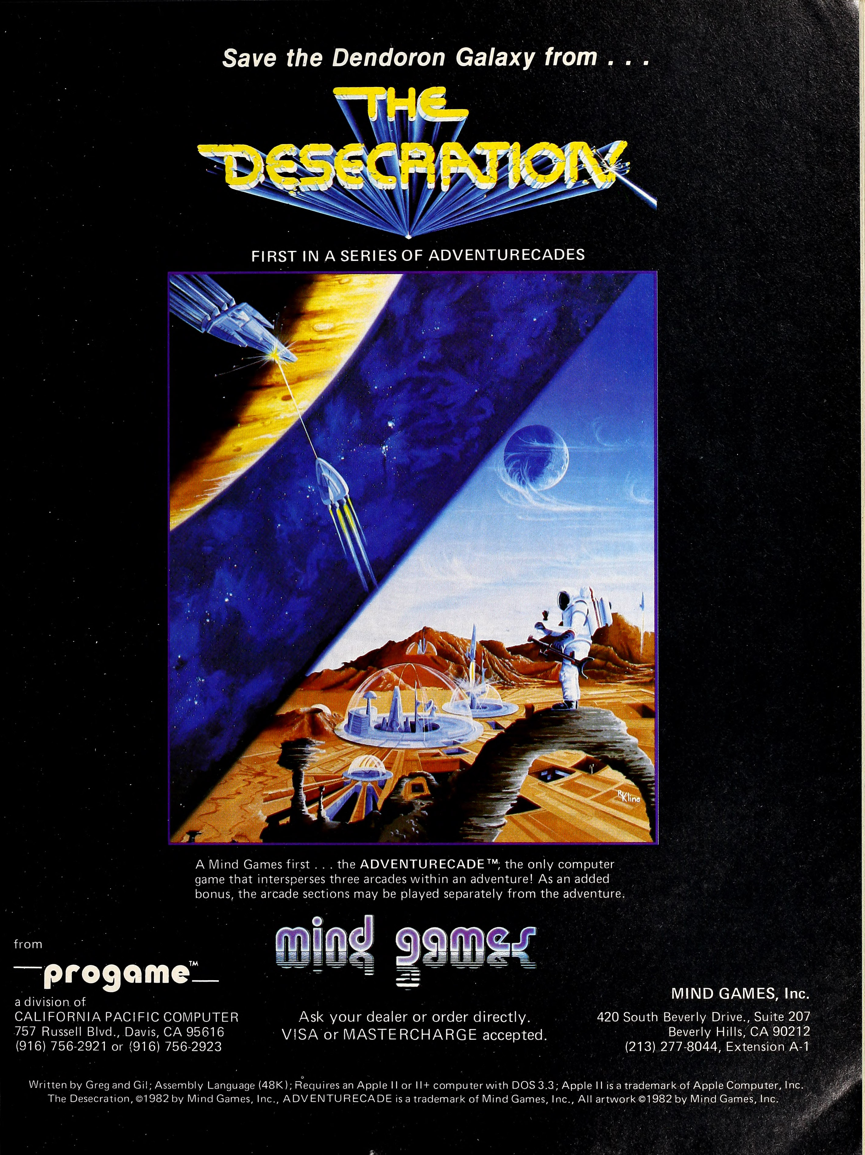 Save the Dendoron Galaxy from . . .
THE
DESECRATION
FIRST IN A SERIES OF ADVENTURECADES
RKline
A Mind Games first . . . the ADVENTURECADE™, the only computer
game that intersperses three arcades within an adventure! As an added
bonus, the arcade sections may be played separately from the adventure.
mind games
from
progame™
a division of
CALIFORNIA PACIFIC COMPUTER
757 Russell Blvd., Davis, CA 95616
(916) 756-2921 or (916) 756-2923
Ask your dealer or order directly.
VISA or MASTERCHARGE accepted.
MIND GAMES, Inc.
420 South Beverly Drive., Suite 207
Beverly Hills, CA 90212
(213) 277-8044, Extension A-1
Written by Greg and Gil; Assembly Language (48K); Requires an Apple II or II+ computer with DOS 3.3; Apple II is a trademark of Apple Computer, Inc.
The Desecration, ©1982 by Mind Games, Inc., ADVENTURECADE is a trademark of Mind Games, Inc., All artwork ©1982 by Mind Games, Inc.